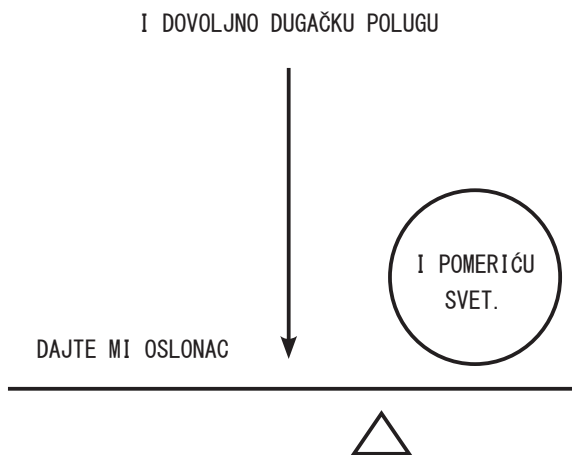 I DOVOLJNO DUGAČKU POLUGU
I POMERIĆU
SVET.
DAJTE MI OSLONAC